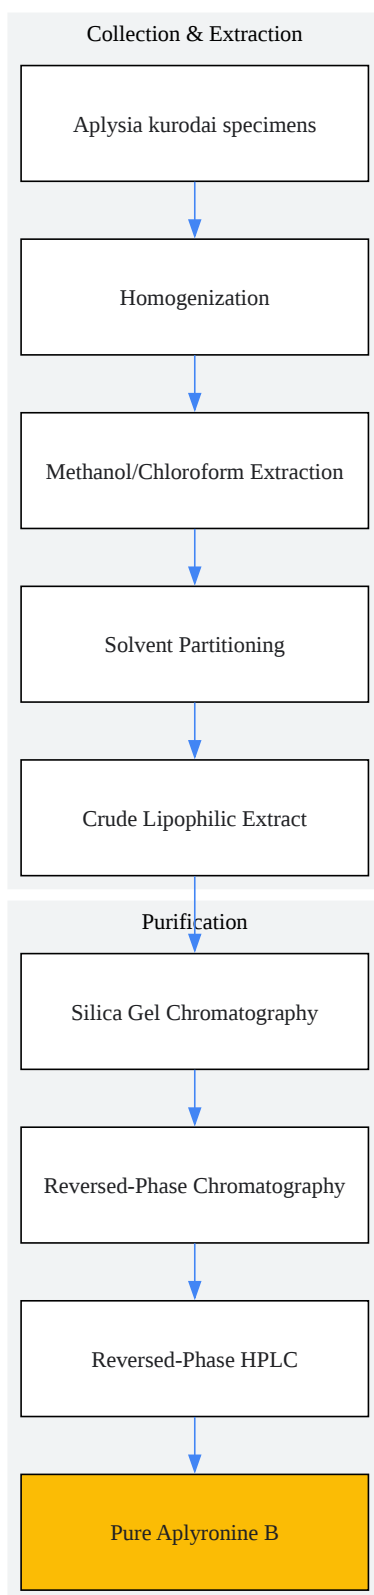 Collection & Extraction
Aplysia kurodai specimens
Homogenization
Methanol/Chloroform Extraction
Solvent Partitioning
Crude Lipophilic Extract
Purification
Silica Gel Chromatography
Reversed-Phase Chromatography
Reversed-Phase HPLC
Pure Aplyronine B